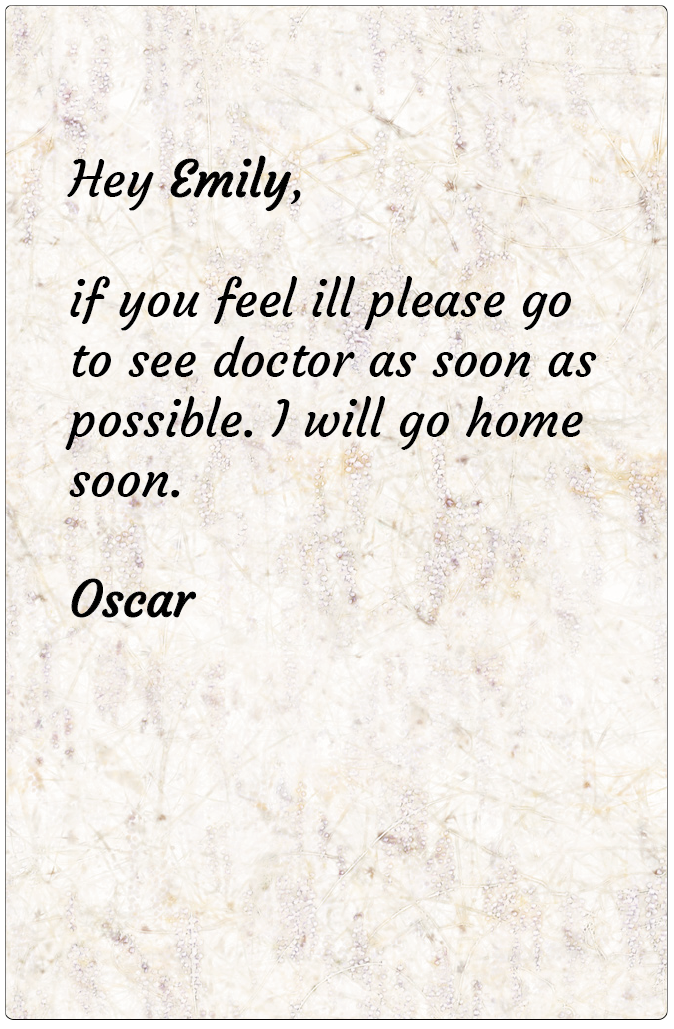 Hey Emily,
if you feel ill please go
to see doctor as soon as
possible. I will go home
soon.
Oscar